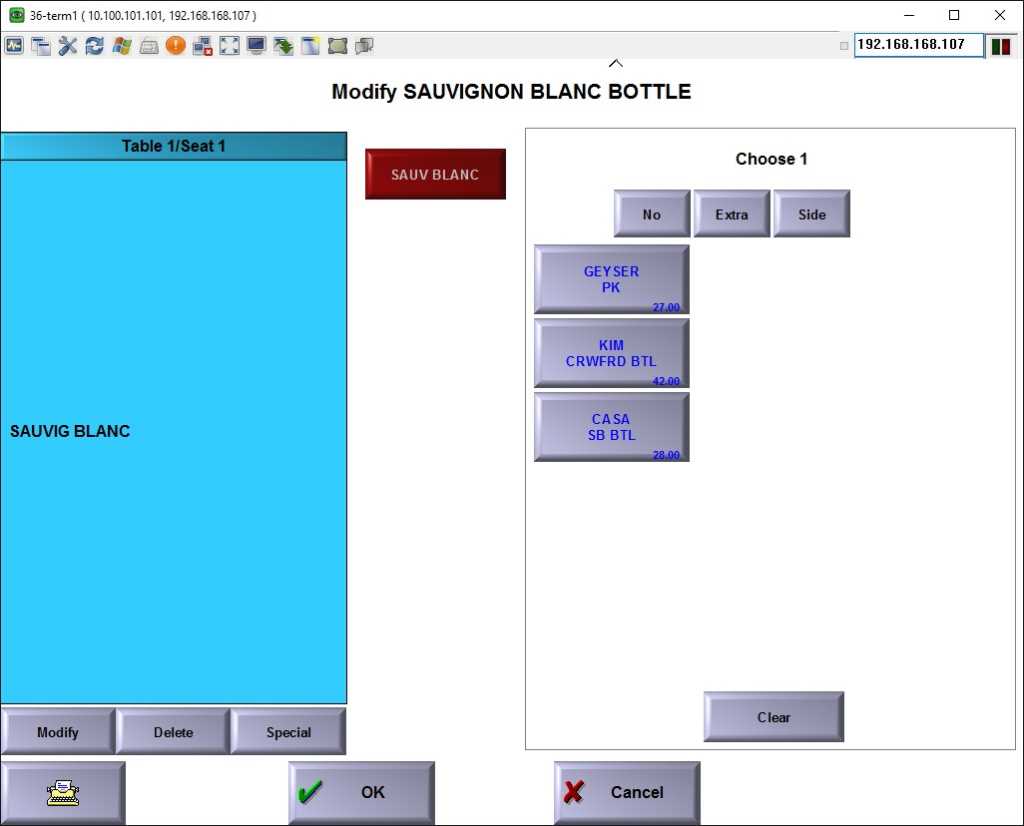 36-term1 ( 10.100.101.101, 192.168.168.107 )
192.168.168.107
Modify SAUVIGNON BLANC BOTTLE
Table 1/Seat 1
SAUV BLANC
Choose 1
No
Extra
Side
GEYSER
PK
27.00
KIM
CRWFRD BTL
42.00
CASA
SB BTL
28.00
SAUVIG BLANC
Clear
Modify
Delete
Special
OK
Cancel